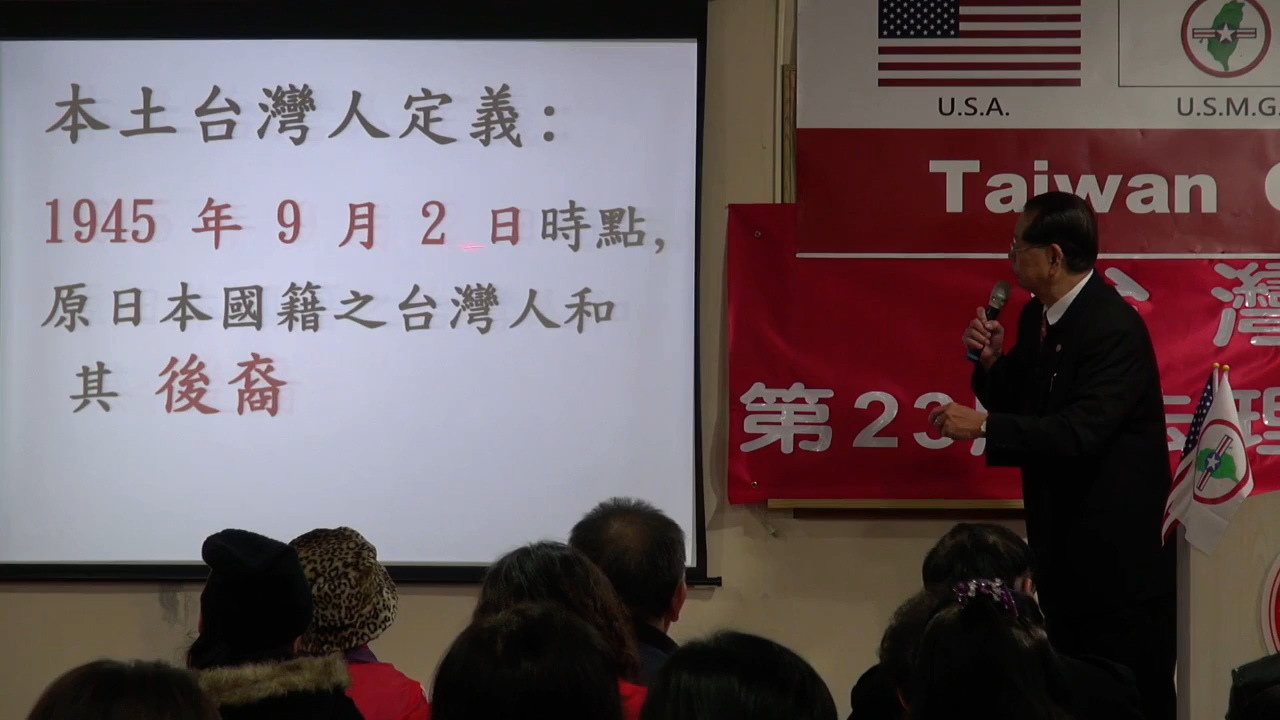 本土台灣人定義：
1945 年 9 月 2 日時點，
原日本國籍之台灣人和
其 後裔
U.S.A.
U.S.M.G.
Taiwan
灣
第23